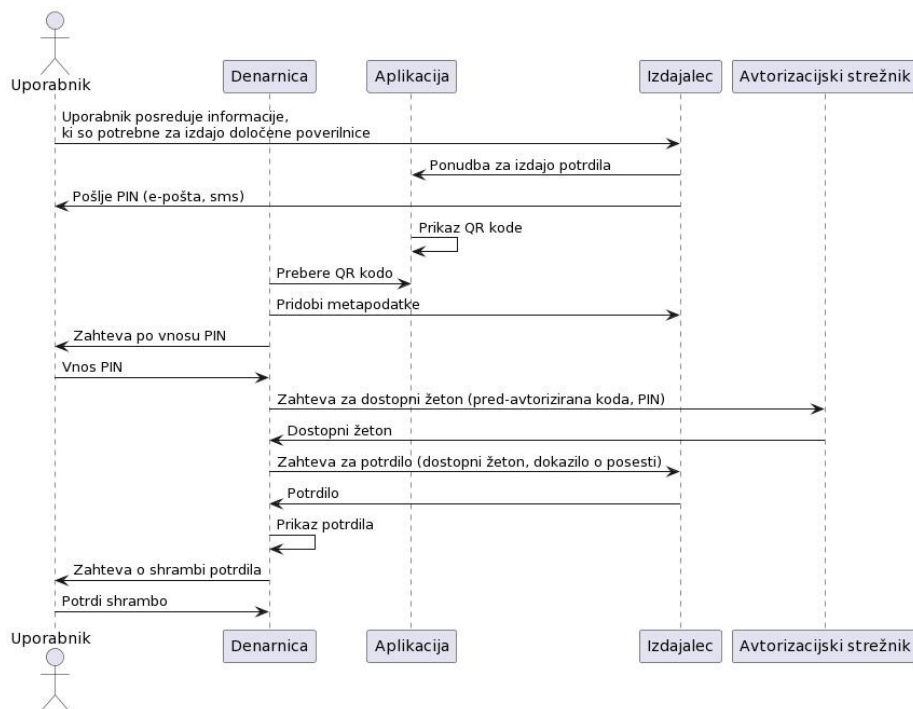 Uporabnik
Denarnica
Aplikacija
Izdajalec
Avtorizacijski strežnik
Uporabnik posreduje informacije,
ki so potrebne za izdajo določene poverilnice
Ponudba za izdajo potrdila
Pošlje PIN (e-pošta, sms)
Prikaz QR kode
Prebere QR kodo
Pridobi metapodatke
Zahteva po vnosu PIN
Vnos PIN
Zahteva za dostopni žeton (pred-avtorizirana koda, PIN)
Dostopni žeton
Zahteva za potrdilo (dostopni žeton, dokazilo o posesti)
Potrdilo
Prikaz potrdila
Zahteva o shrambi potrdila
Potrdi shrambo
Uporabnik
Denarnica
Aplikacija
Izdajalec
Avtorizacijski strežnik